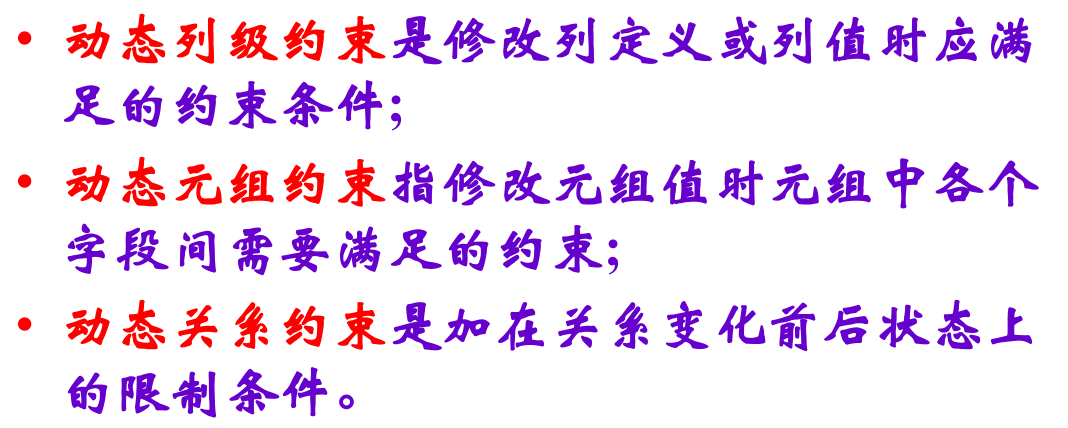 • 动态列级约束是修改列定义或列值时应满
足的约束条件;
• 动态元组约束指修改元组值时元组中各个
字段间需要满足的约束;
• 动态关系约束是加在关系变化前后状态上
的限制条件。